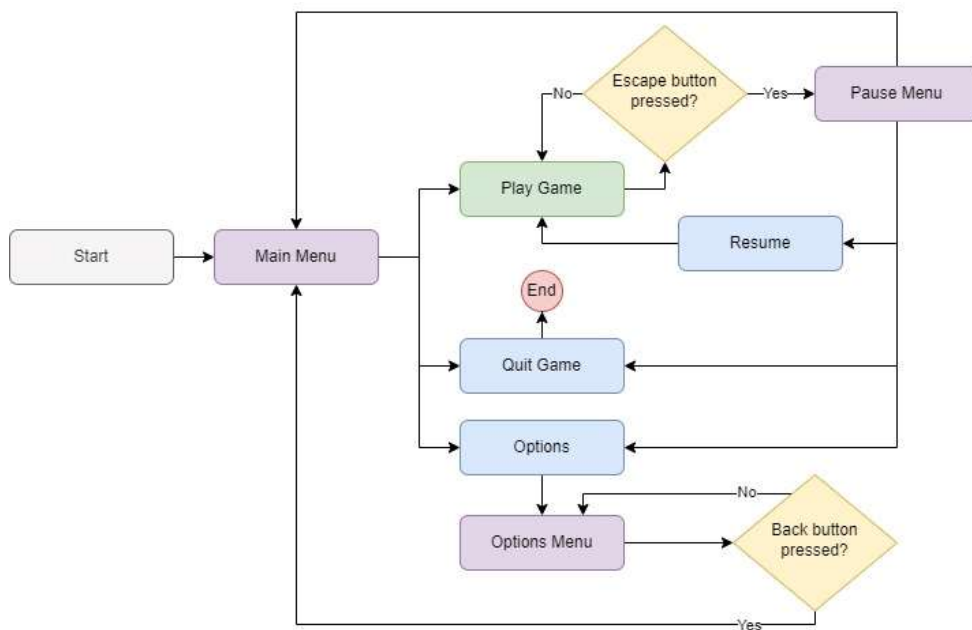 Escape button
pressed?
No
Yes
Pause Menu
Play Game
Start
Main Menu
Resume
End
Quit Game
Options
No
Options Menu
Back button
pressed?
Yes